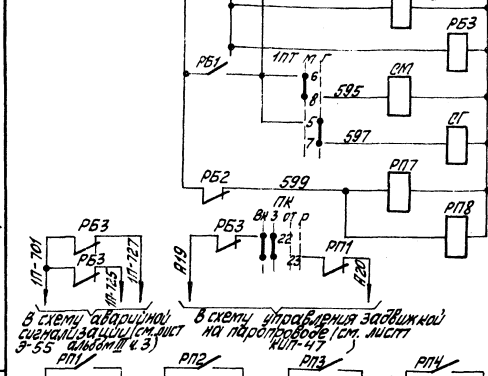 РБ3
РБ1
1ПТ М Г
6
8
595
СМ
5
7
597
СГ
РБ2
599
РП7
РП8
РБ3
РБ3
1П-701
1П-725
1П-727
РБ3
ПК
Вк З от Р
22
23
РП1
А19
А20
В схему аварийной
сигнализации (см. лист
Э-55 альбом III ч. 3)
В схему управления задвижкой
на паропроводе (см. лист
КИП-47 )
РП1
РП2
РП3
РП4